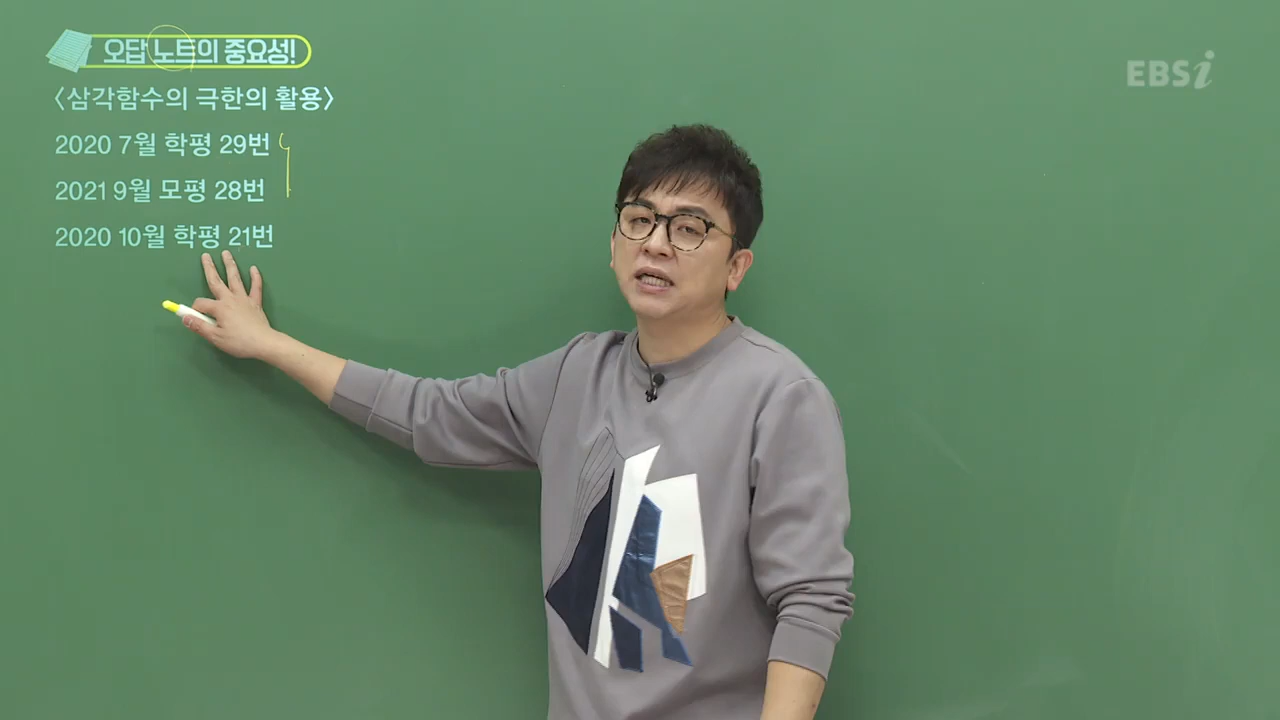 오답 노트의 중요성!
EBSi
<삼각함수의 극한의 활용>
2020 7월 학평 29번
2021 9월 모평 28번
2020 10월 학평 21번